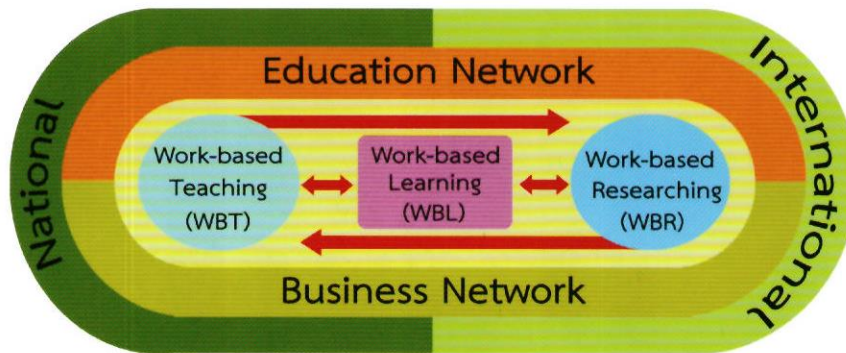 Education Network
National
International
Work-based
Teaching
(WBT)
Work-based
Learning
(WBL)
Work-based
Researching
(WBR)
Business Network